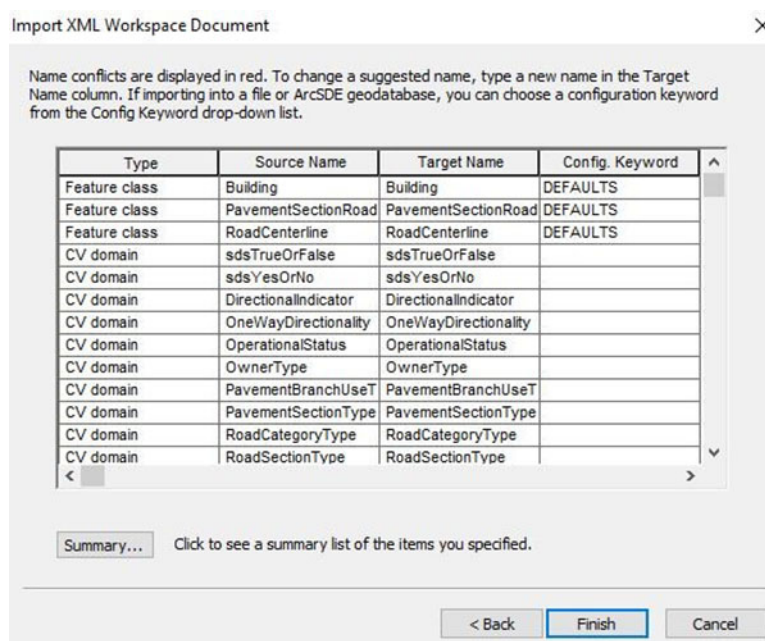 Import XML Workspace Document
Name conflicts are displayed in red. To change a suggested name, type a new name in the Target
Name column. If importing into a file or ArcSDE geodatabase, you can choose a configuration keyword
from the Config Keyword drop-down list.
Type Source Name Target Name Config. Keyword
Feature class Building Building DEFAULTS
Feature class PavementSectionRoad PavementSectionRoad DEFAULTS
Feature class RoadCenterline RoadCenterline DEFAULTS
CV domain sdsTrueOrFalse sdsTrueOrFalse
CV domain sdsYesOrNo sdsYesOrNo
CV domain DirectionalIndicator DirectionalIndicator
CV domain OneWayDirectionality OneWayDirectionality
CV domain OperationalStatus OperationalStatus
CV domain OwnerType OwnerType
CV domain PavementBranchUseT PavementBranchUseT
CV domain PavementSectionType PavementSectionType
CV domain RoadCategoryType RoadCategoryType
CV domain RoadSectionType RoadSectionType
Summary... Click to see a summary list of the items you specified.
< Back Finish Cancel